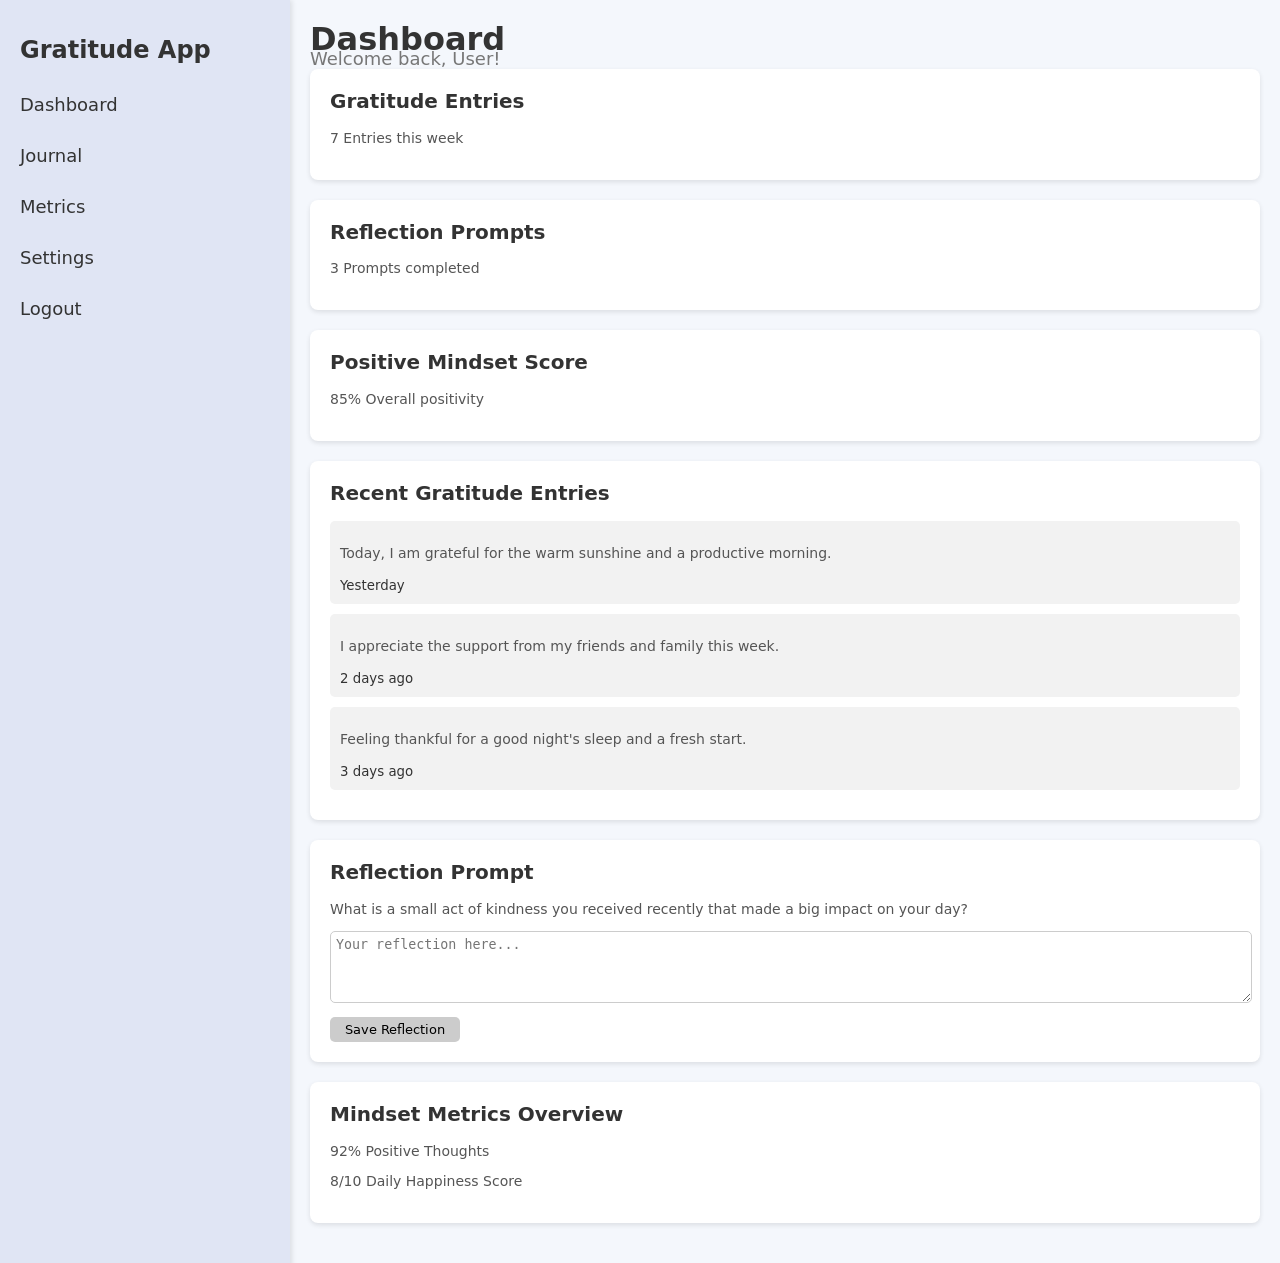 Gratitude App
Dashboard
Journal
Metrics
Settings
Logout
Dashboard
Welcome back, User!
Gratitude Entries
7 Entries this week
Reflection Prompts
3 Prompts completed
Positive Mindset Score
85% Overall positivity
Recent Gratitude Entries
Today, I am grateful for the warm sunshine and a productive morning.
Yesterday
I appreciate the support from my friends and family this week.
2 days ago
Feeling thankful for a good night's sleep and a fresh start.
3 days ago
Reflection Prompt
What is a small act of kindness you received recently that made a big impact on your day?
Your reflection here...
Save Reflection
Mindset Metrics Overview
92% Positive Thoughts
8/10 Daily Happiness Score